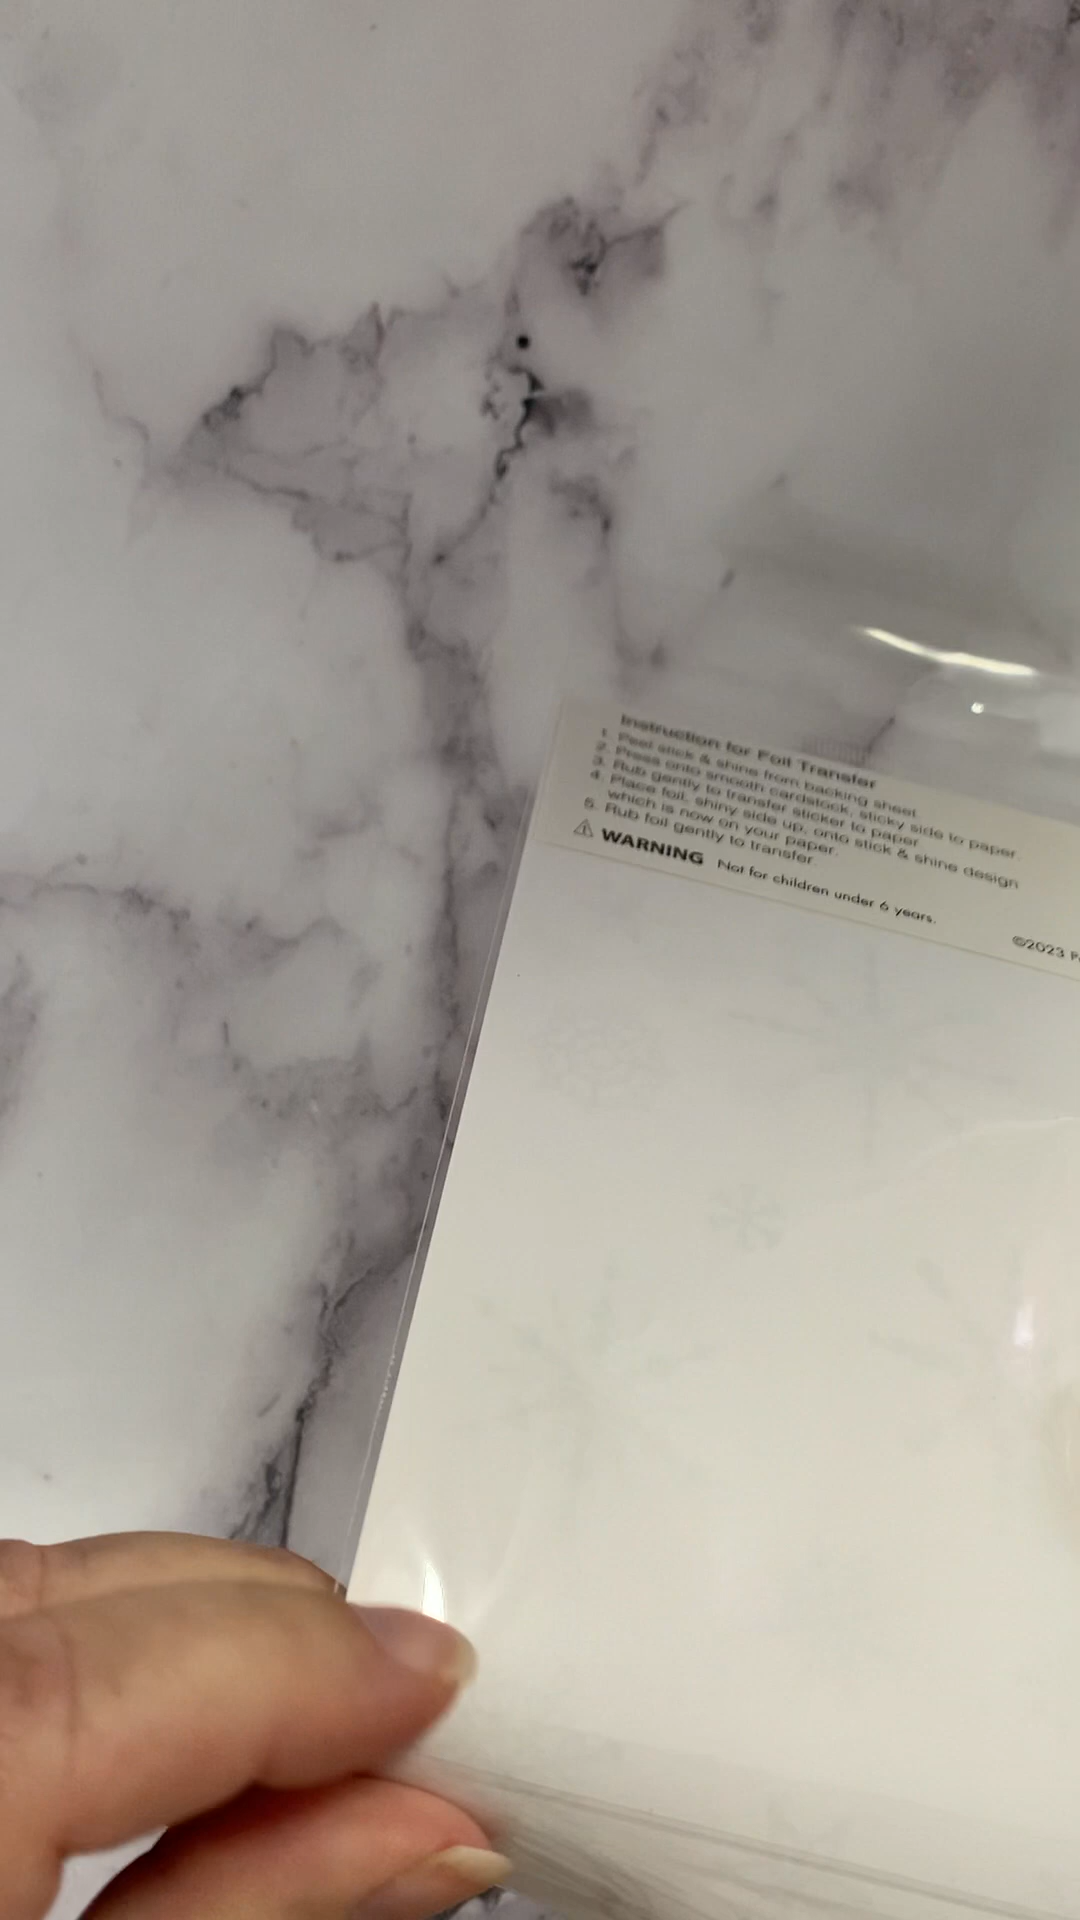 Instruction for Foil Transfer
1. Peel stick & shine from backing sheet.
2. Press onto smooth cardstock, sticky side to paper.
3. Rub gently to transfer sticker to paper.
4. Place foil, shiny side up, onto stick & shine design
which is now on your paper.
5. Rub foil gently to transfer.
WARNING Not for children under 6 years.
©2023